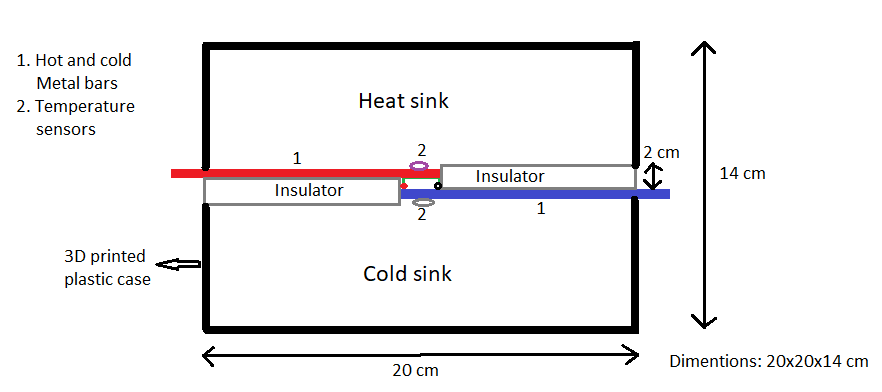 1. Hot and cold
Metal bars
2. Temperature
sensors
Heat sink
1
2
Insulator
2 cm
14 cm
Insulator
2
1
3D printed
plastic case
Cold sink
20 cm
Dimentions: 20x20x14 cm